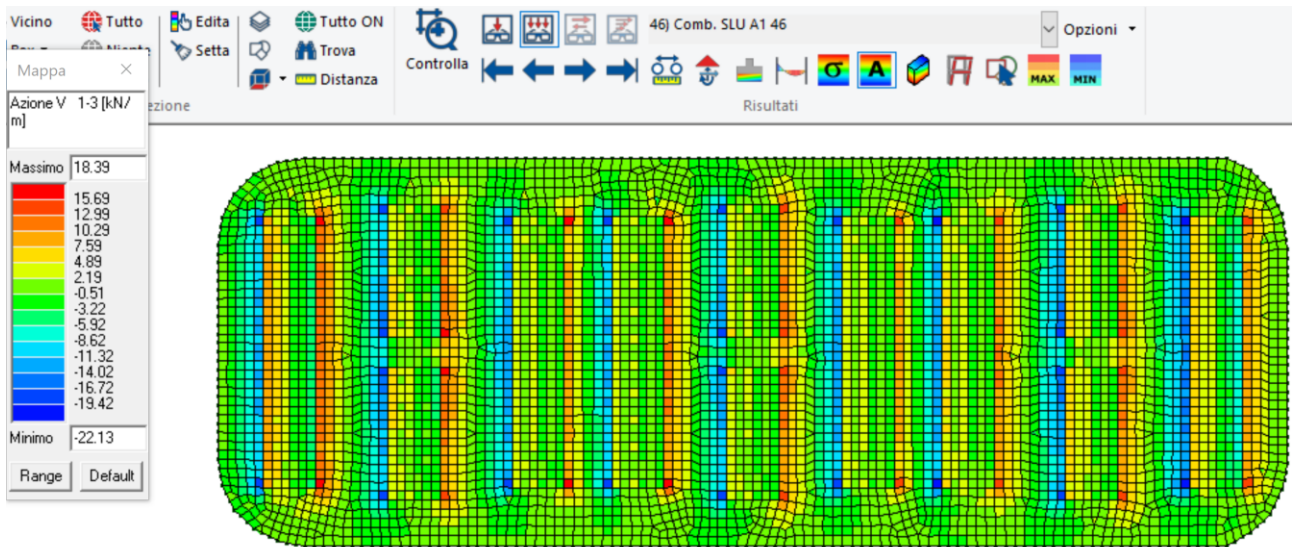 Vicino
Tutto
Edita
Tutto ON
46) Comb. SLU A1 46
Opzioni
Niente
Setta
Trova
Controlla
Distanza
MAX
MIN
σ
A
ezione
Risultati
Mappa
Azione V 1-3 [kN/
m]
Massimo 18.39
15.69
12.99
10.29
7.59
4.89
2.19
-0.51
-3.22
-5.92
-8.62
-11.32
-14.02
-16.72
-19.42
Minimo -22.13
Range
Default